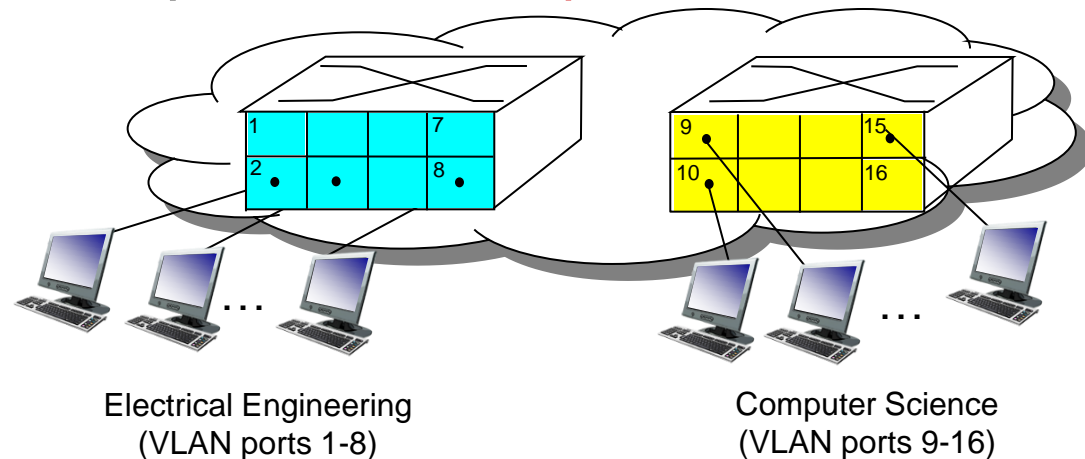 1 7
2 8
9 15
10 16
... ...
Electrical Engineering
(VLAN ports 1-8)
Computer Science
(VLAN ports 9-16)